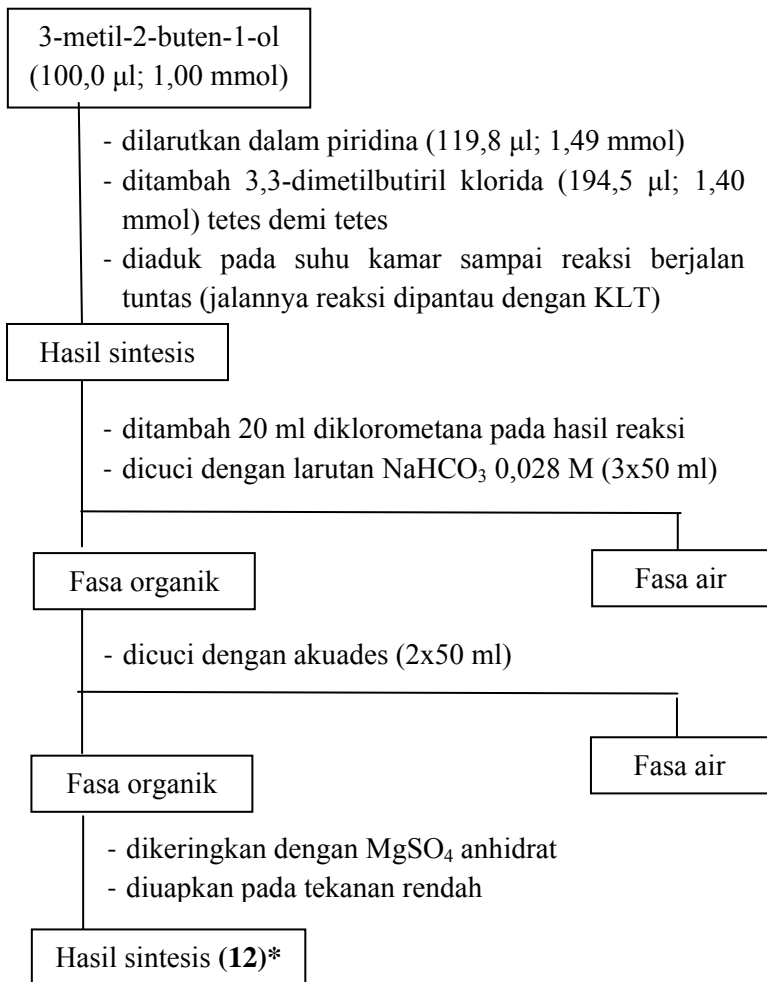 3-metil-2-buten-1-ol
(100,0 μl; 1,00 mmol)
- dilarutkan dalam piridina (119,8 μl; 1,49 mmol)
- ditambah 3,3-dimetilbutiril klorida (194,5 μl; 1,40
mmol) tetes demi tetes
- diaduk pada suhu kamar sampai reaksi berjalan
tuntas (jalannya reaksi dipantau dengan KLT)
Hasil sintesis
- ditambah 20 ml diklorometana pada hasil reaksi
- dicuci dengan larutan NaHCO₃ 0,028 M (3x50 ml)
Fasa organik
Fasa air
- dicuci dengan akuades (2x50 ml)
Fasa organik
Fasa air
- dikeringkan dengan MgSO₄ anhidrat
- diuapkan pada tekanan rendah
Hasil sintesis (12)*